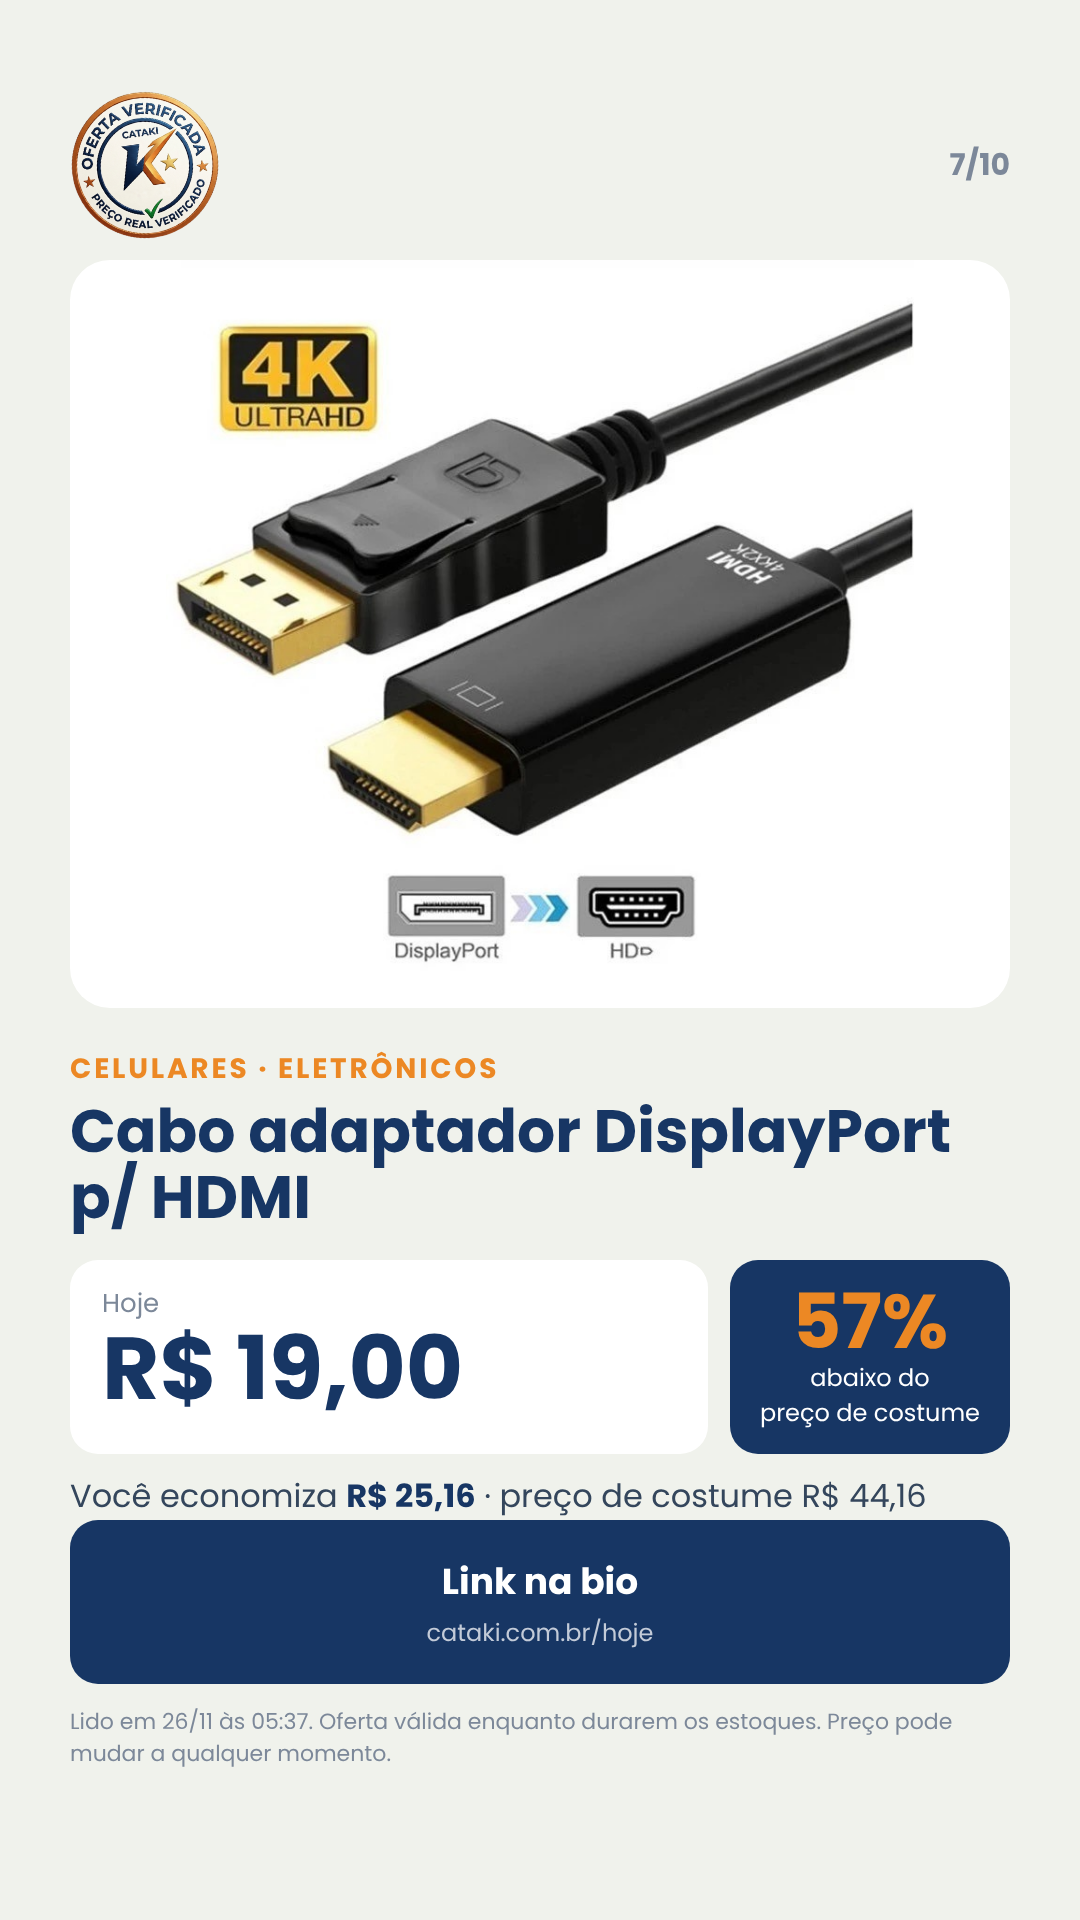 OFERTA VERIFICADA
CATAKI
PREÇO REAL VERIFICADO
7/10
4K
ULTRAHD
HDMI
4KX2K
DisplayPort
HD
CELULARES · ELETRÔNICOS
Cabo adaptador DisplayPort
p/ HDMI
Hoje
R$ 19,00
57%
abaixo do
preço de costume
Você economiza R$ 25,16 · preço de costume R$ 44,16
Link na bio
cataki.com.br/hoje
Lido em 26/11 às 05:37. Oferta válida enquanto durarem os estoques. Preço pode
mudar a qualquer momento.